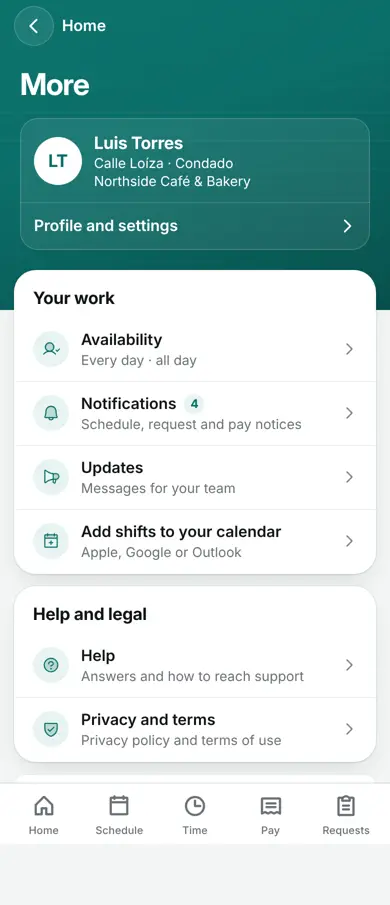 Home
More
LT
Luis Torres
Calle Loíza · Condado
Northside Café & Bakery
Profile and settings
Your work
Availability
Every day · all day
Notifications 4
Schedule, request and pay notices
Updates
Messages for your team
Add shifts to your calendar
Apple, Google or Outlook
Help and legal
Help
Answers and how to reach support
Privacy and terms
Privacy policy and terms of use
Home Schedule Time Pay Requests